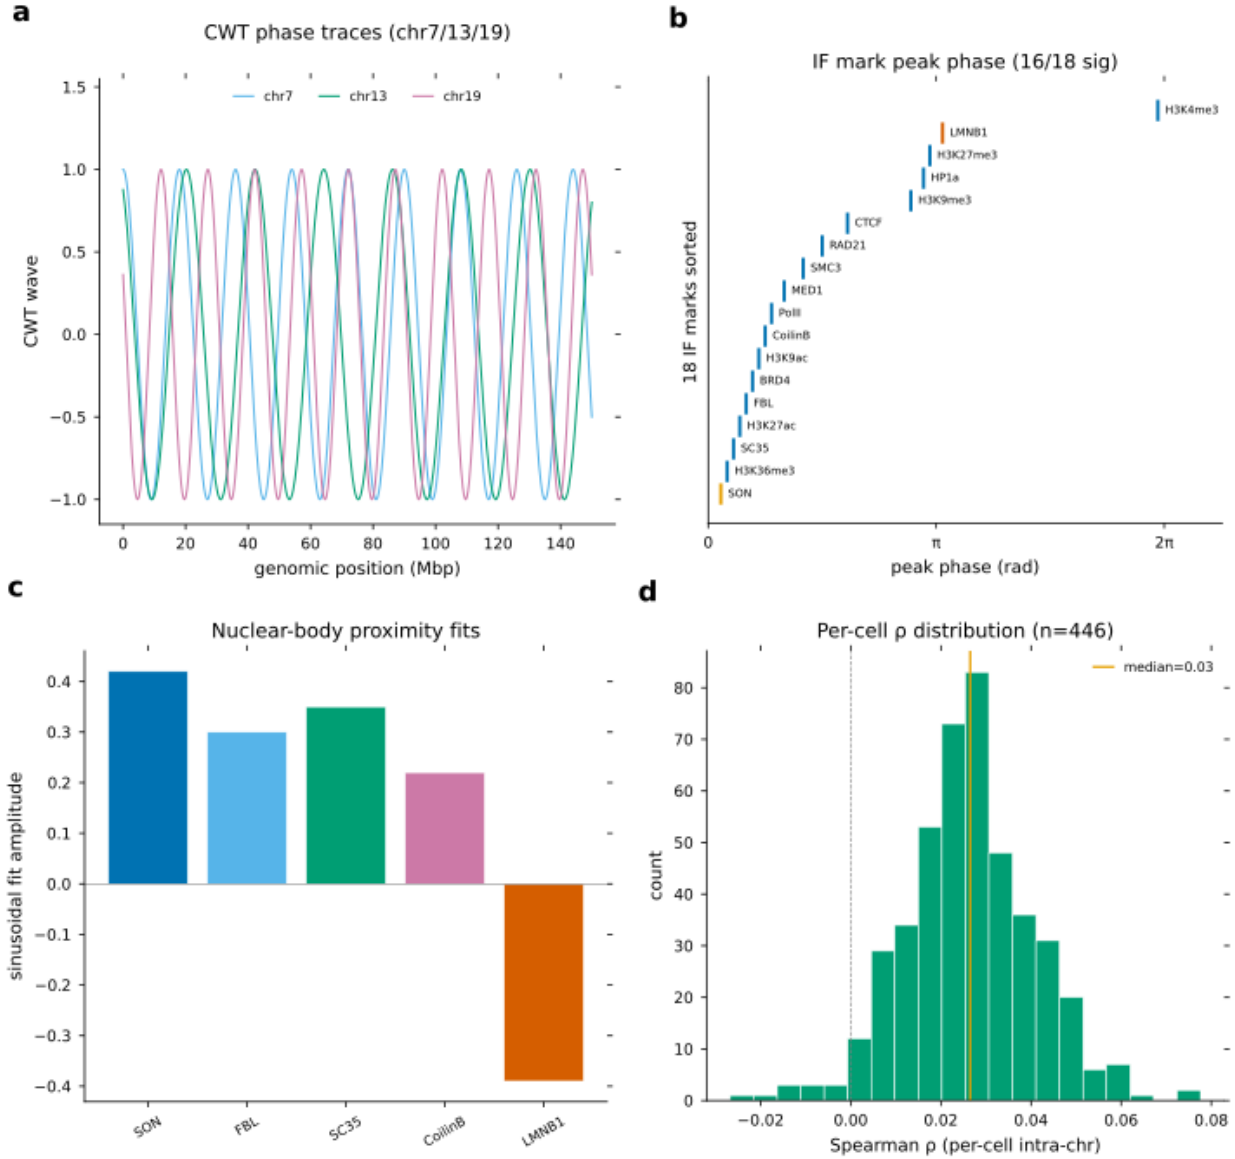 a
CWT phase traces (chr7/13/19)
chr7 chr13 chr19
1.5
1.0
0.5
0.0
−0.5
−1.0
CWT wave
0 20 40 60 80 100 120 140
genomic position (Mbp)
b
IF mark peak phase (16/18 sig)
H3K4me3
LMNB1
H3K27me3
HP1a
H3K9me3
CTCF
RAD21
SMC3
MED1
PolII
CoilinB
H3K9ac
BRD4
FBL
H3K27ac
SC35
H3K36me3
SON
18 IF marks sorted
0 π 2π
peak phase (rad)
c
Nuclear-body proximity fits
0.4
0.3
0.2
0.1
0.0
−0.1
−0.2
−0.3
−0.4
sinusoidal fit amplitude
SON FBL SC35 CoilinB LMNB1
d
Per-cell ρ distribution (n=446)
median=0.03
80
70
60
50
40
30
20
10
0
count
−0.02 0.00 0.02 0.04 0.06 0.08
Spearman ρ (per-cell intra-chr)